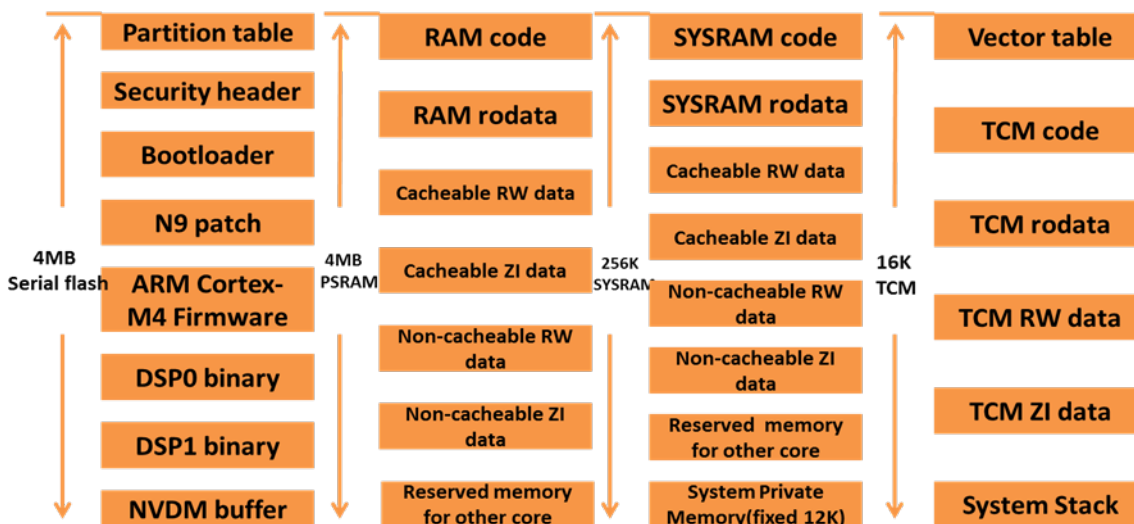 4MB
Serial flash
Partition table
Security header
Bootloader
N9 patch
ARM Cortex-
M4 Firmware
DSP0 binary
DSP1 binary
NVDM buffer
4MB
PSRAM
RAM code
RAM rodata
Cacheable RW data
Cacheable ZI data
Non-cacheable RW
data
Non-cacheable ZI
data
Reserved memory
for other core
256K
SYSRAM
SYSRAM code
SYSRAM rodata
Cacheable RW data
Cacheable ZI data
Non-cacheable RW
data
Non-cacheable ZI
data
Reserved memory
for other core
System Private
Memory(fixed 12K)
16K
TCM
Vector table
TCM code
TCM rodata
TCM RW data
TCM ZI data
System Stack